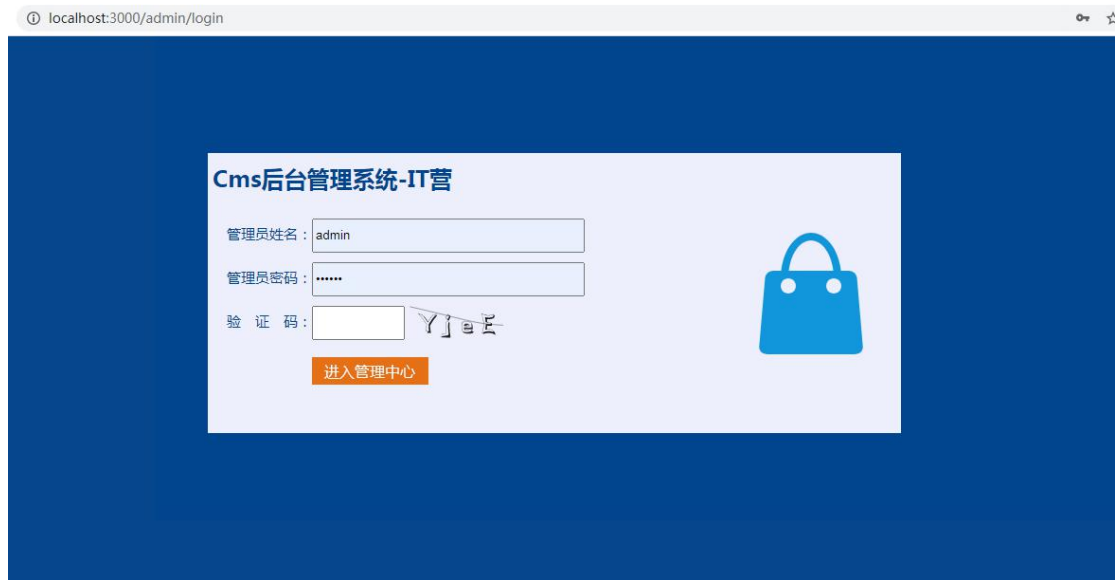 localhost:3000/admin/login
Cms后台管理系统-IT营
管理员姓名：admin
管理员密码：••••••
验 证 码：YjeE
进入管理中心